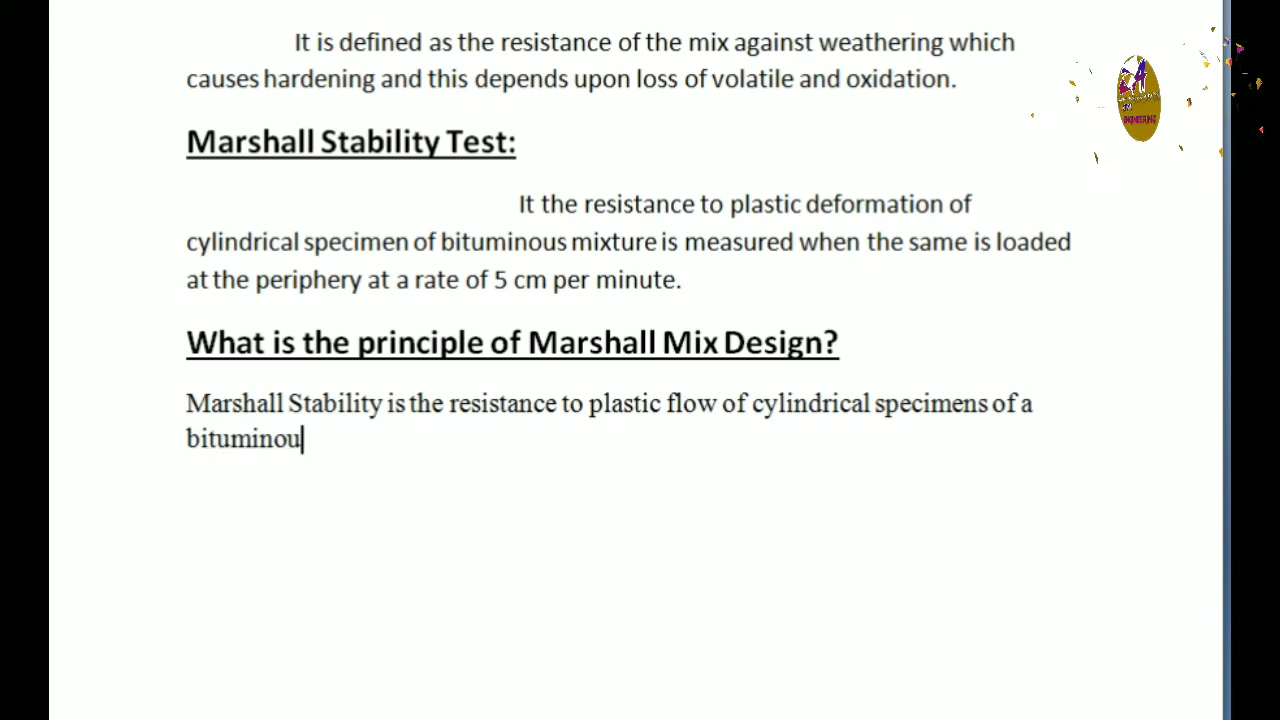 It is defined as the resistance of the mix against weathering which
causes hardening and this depends upon loss of volatile and oxidation.
Marshall Stability Test:
It the resistance to plastic deformation of
cylindrical specimen of bituminous mixture is measured when the same is loaded
at the periphery at a rate of 5 cm per minute.
What is the principle of Marshall Mix Design?
Marshall Stability is the resistance to plastic flow of cylindrical specimens of a
bituminou
ENGINEERING